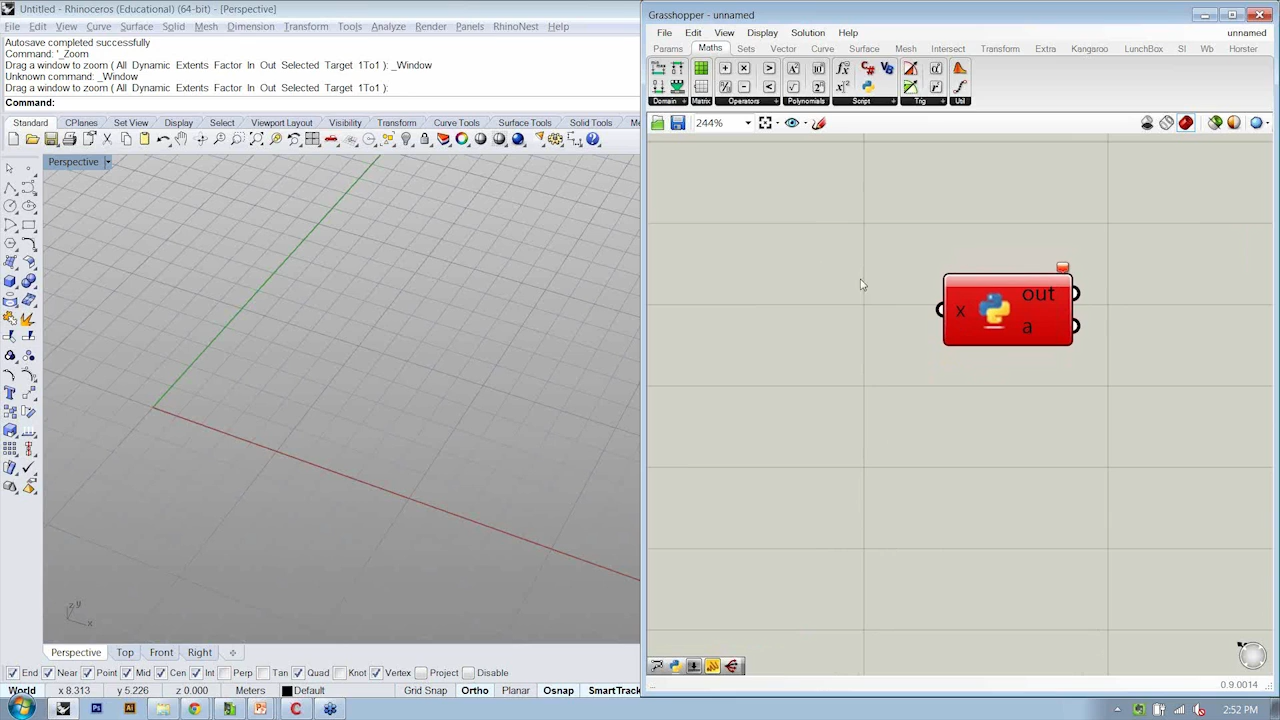 Untitled - Rhinoceros (Educational) (64-bit) - [Perspective]
File Edit View Curve Surface Solid Mesh Dimension Transform Tools Analyze Render Panels RhinoNest Help
Autosave completed successfully
Command: '_Zoom
Drag a window to zoom ( All Dynamic Extents Factor In Out Selected Target 1To1 ): _Window
Unknown command: _Window
Drag a window to zoom ( All Dynamic Extents Factor In Out Selected Target 1To1 ):
Command:
Standard CPlanes Set View Display Select Viewport Layout Visibility Transform Curve Tools Surface Tools Solid Tools Me
Perspective
z y
x
Perspective Top Front Right
End Near Point Mid Cen Int Perp Tan Quad Knot Vertex Project Disable
World x 8.313 y 5.226 z 0.000 Meters Default Grid Snap Ortho Planar Osnap SmartTrack
Grasshopper - unnamed
File Edit View Display Solution Help unnamed
Params Maths Sets Vector Curve Surface Mesh Intersect Transform Extra Kangaroo LunchBox SI Wb Horster
Domain Matrix Operators Polynomials Script Trig Util
244%
x out
a
... 0.9.0014
2:52 PM